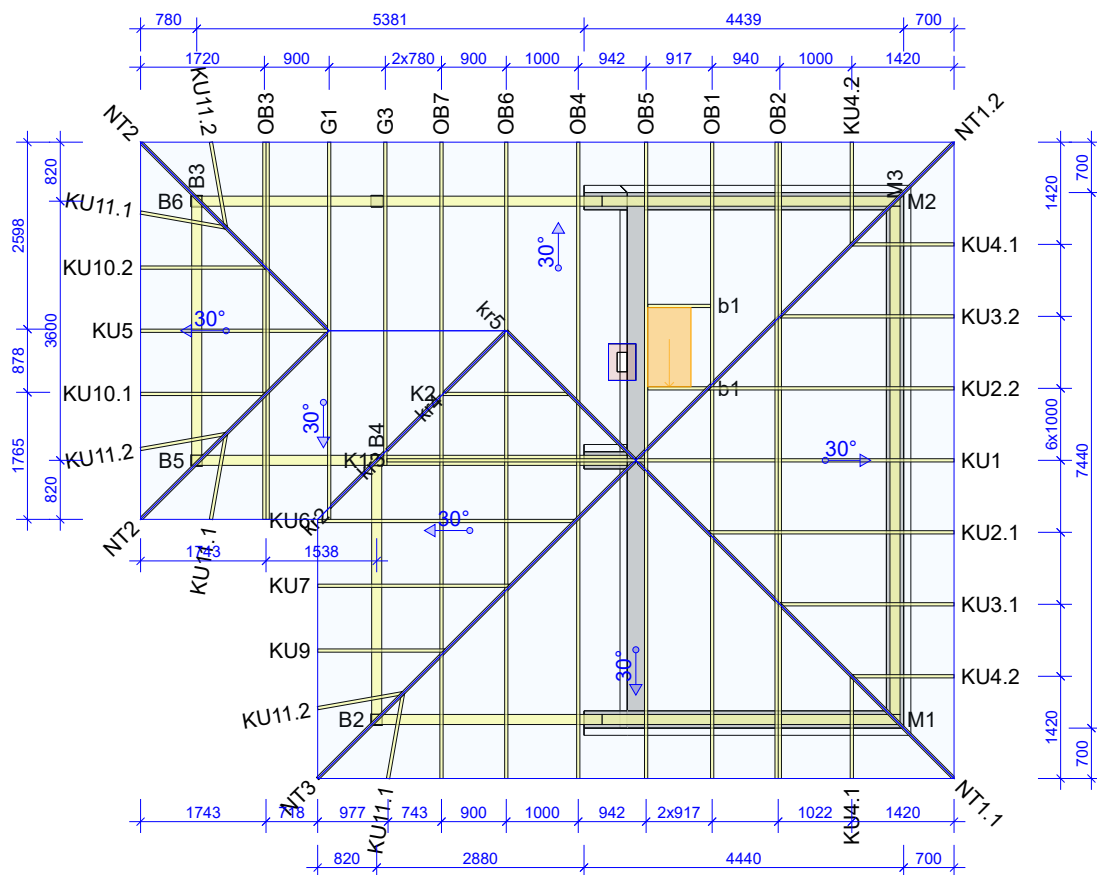 780 5381 4439 700
1720 900 2x780 900 1000 942 917 940 1000 1420
KU11.2 OB3 G1 G3 OB7 OB6 OB4 OB5 OB1 OB2 KU4.2
NT2 NT1.2
820 B3 M3 700
KU11.1 B6 M2 1420
2598 30° KU4.1
KU10.2
3600 KU5 30° kr5 b1 KU3.2
878 KU10.1 K2 b1 KU2.2
30° B4 6x1000 7440
1765 KU11.2 B5 K13 30° KU1
820 KU6 kr2 30°
NT2 KU2.1
1743 1538
KU11.1 KU7 KU3.1
KU9 30° KU4.2
KU11.2 B2 M1 1420 700
NT3 KU11.1 KU4.1 NT1.1
1743 718 977 743 900 1000 942 2x917 1022 1420
820 2880 4440 700